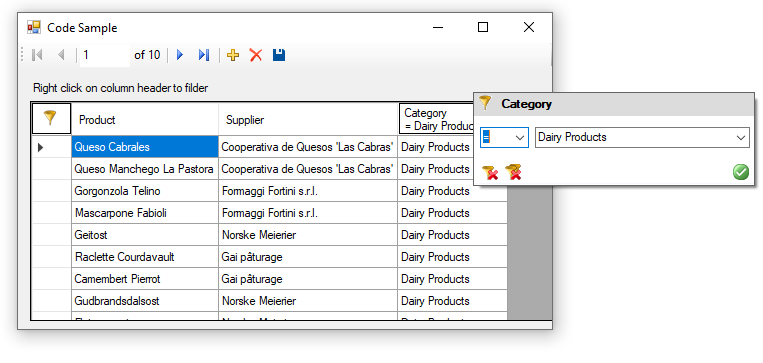 Code Sample
1 of 10
Right click on column header to filder
Category
Product Supplier Category
= Dairy Produc
= Dairy Products
Queso Cabrales Cooperativa de Quesos 'Las Cabras' Dairy Products
Queso Manchego La Pastora Cooperativa de Quesos 'Las Cabras' Dairy Products
Gorgonzola Telino Formaggi Fortini s.r.l. Dairy Products
Mascarpone Fabioli Formaggi Fortini s.r.l. Dairy Products
Geitost Norske Meierier Dairy Products
Raclette Courdavault Gai pâturage Dairy Products
Camembert Pierrot Gai pâturage Dairy Products
Gudbrandsdalsost Norske Meierier Dairy Products